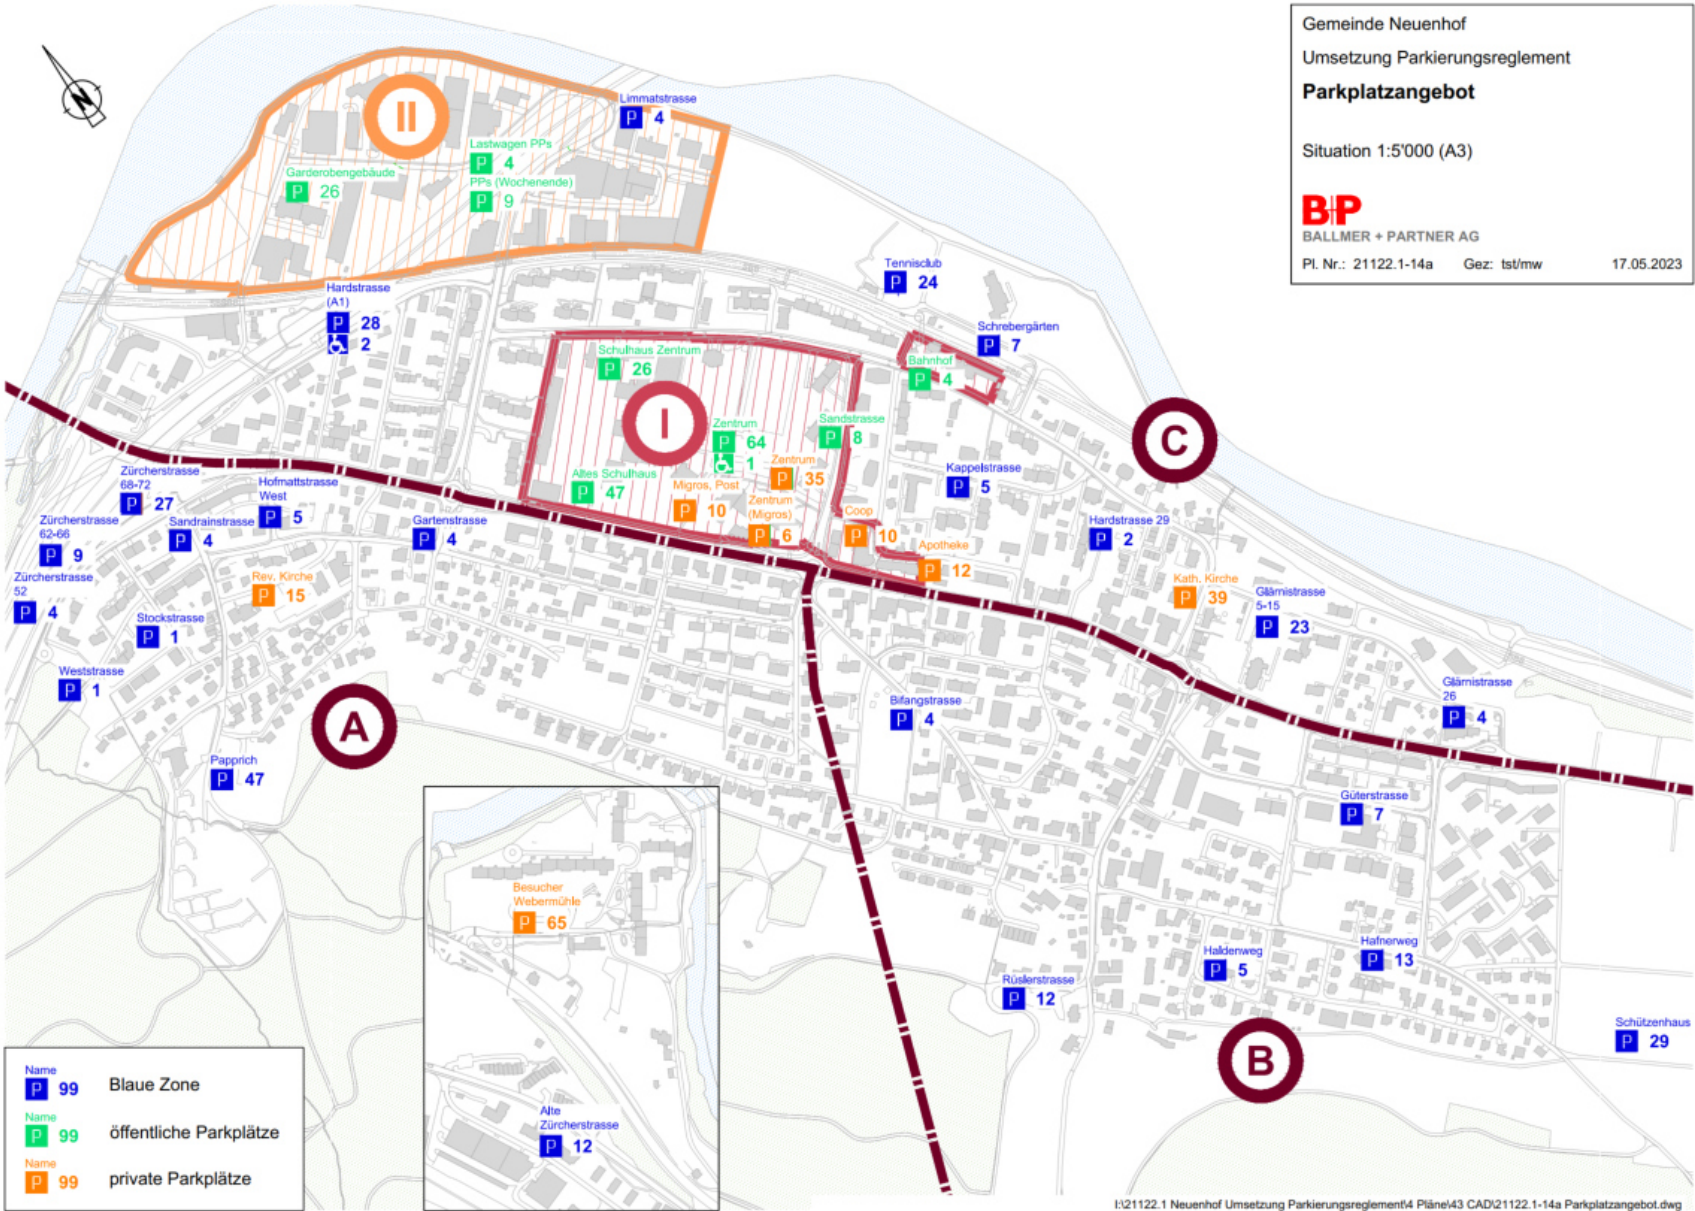 Gemeinde Neuenhof
Umsetzung Parkierungsreglement
Parkplatzangebot
Situation 1:5'000 (A3)
B+P
BALLMER + PARTNER AG
Pl. Nr.: 21122.1-14a Gez: tst/mw 17.05.2023
N
II
Limmatstrasse
P 4
Lastwagen PPs
P 4
PPs (Wochenende)
P 9
Garderobengebäude
P 26
Hardstrasse
(A1)
P 28
2
Tennisclub
P 24
Schrebergärten
P 7
Bahnhof
P 4
Schulhaus Zentrum
P 26
I
Zentrum
P 64
1
Sandstrasse
P 8
Zentrum
P 35
Altes Schulhaus
P 47
Migros, Post
P 10
Zentrum
(Migros)
P 6
Coop
P 10
Apotheke
P 12
C
Kappelstrasse
P 5
Hardstrasse 29
P 2
Kath. Kirche
P 39
Glärnistrasse
5-15
P 23
Glärnistrasse
26
P 4
Zürcherstrasse
68-72
P 27
Hofmattstrasse
West
P 5
Zürcherstrasse
62-66
P 9
Sandrainstrasse
P 4
Gartenstrasse
P 4
Zürcherstrasse
52
P 4
Rev. Kirche
P 15
Stockstrasse
P 1
Weststrasse
P 1
A
Papprich
P 47
Bifangstrasse
P 4
Güterstrasse
P 7
Haldenweg
P 5
Hafnerweg
P 13
Rüslerstrasse
P 12
B
Schützenhaus
P 29
Besucher
Webermühle
P 65
Alte
Zürcherstrasse
P 12
Name
P 99 Blaue Zone
Name
P 99 öffentliche Parkplätze
Name
P 99 private Parkplätze
I:\21122.1 Neuenhof Umsetzung Parkierungsreglement\4 Pläne\43 CAD\21122.1-14a Parkplatzangebot.dwg